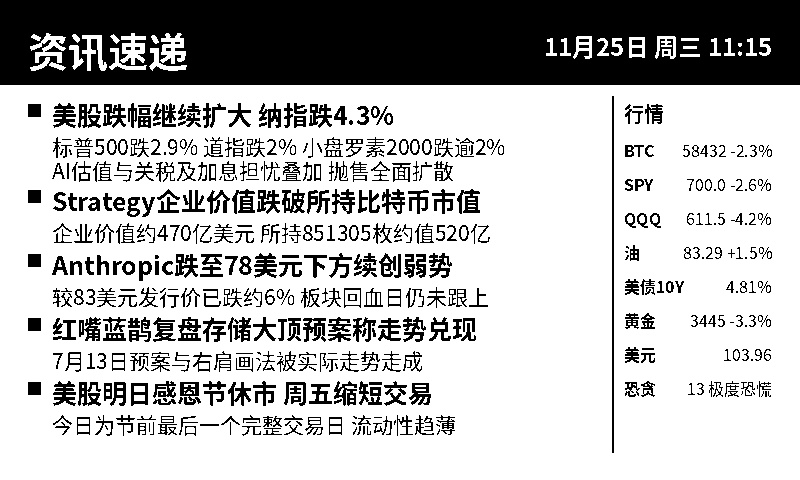 资讯速递
11月25日 周三 11:15
美股跌幅继续扩大 纳指跌4.3%
标普500跌2.9% 道指跌2% 小盘罗素2000跌逾2%
AI估值与关税及加息担忧叠加 抛售全面扩散
Strategy企业价值跌破所持比特币市值
企业价值约470亿美元 所持851305枚约值520亿
Anthropic跌至78美元下方续创弱势
较83美元发行价已跌约6% 板块回血日仍未跟上
红嘴蓝鹊复盘存储大顶预案称走势兑现
7月13日预案与右肩画法被实际走势走成
美股明日感恩节休市 周五缩短交易
今日为节前最后一个完整交易日 流动性趋薄
行情
BTC 58432 -2.3%
SPY 700.0 -2.6%
QQQ 611.5 -4.2%
油 83.29 +1.5%
美债10Y 4.81%
黄金 3445 -3.3%
美元 103.96
恐贪 13 极度恐慌